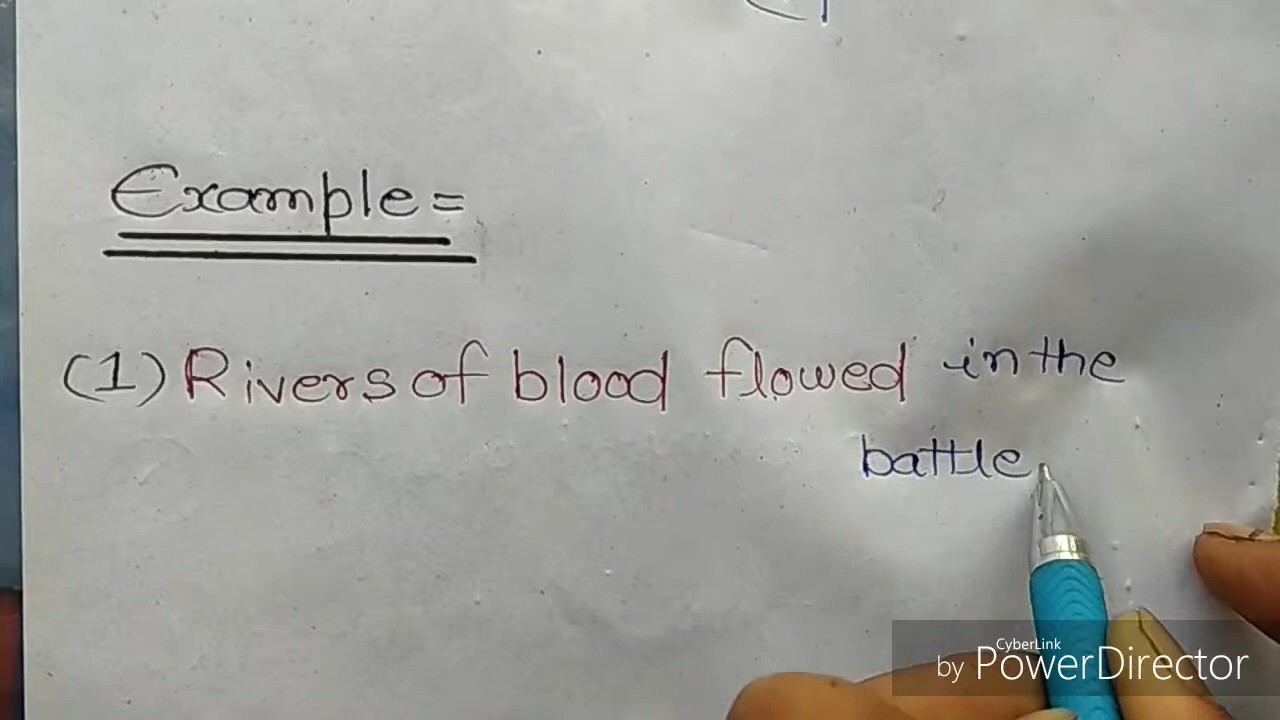 Example =
(1) Rivers of blood flowed in the
battle
CyberLink
by PowerDirector